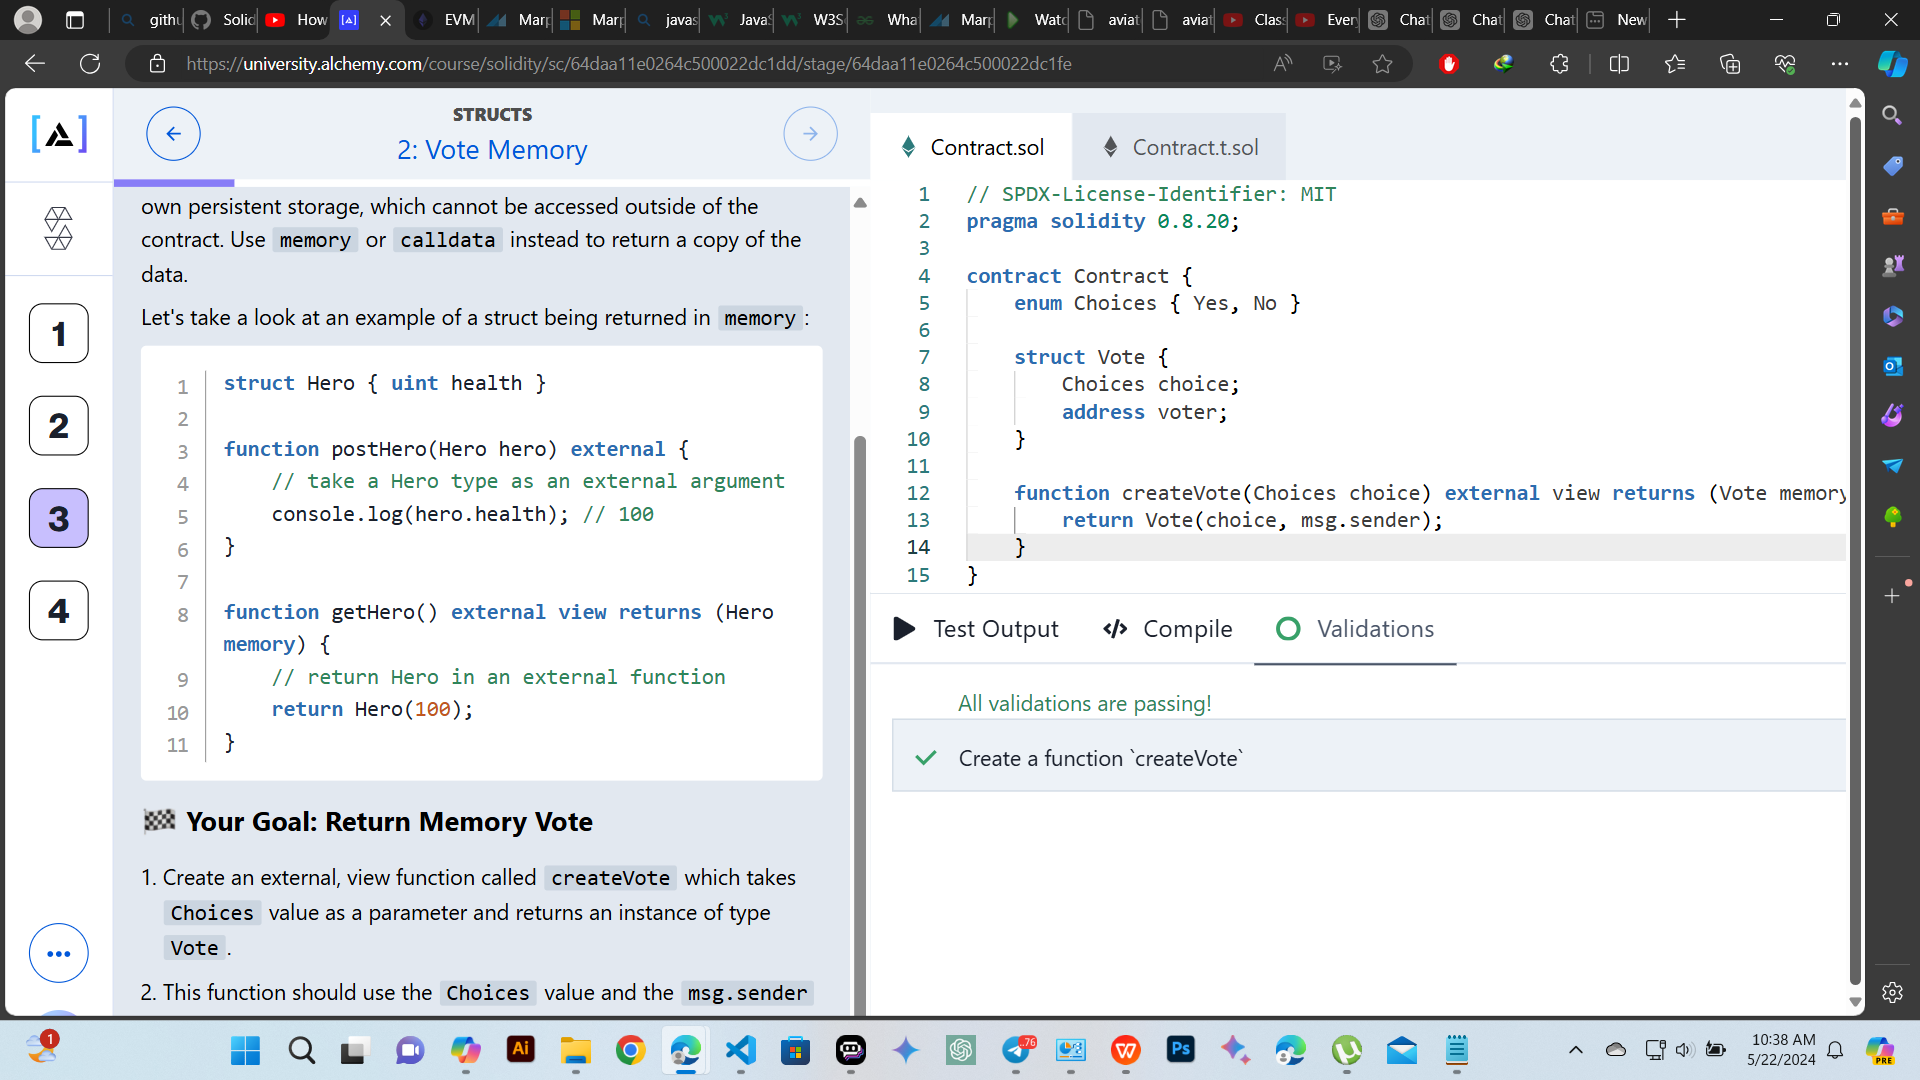 githu
Solid
How
EVM
Marp
Marp
javas
JavaS
W3Sc
Wha
Marp
Watc
aviat
aviat
Class
Every
Chat
Chat
Chat
New
https://university.alchemy.com/course/solidity/sc/64daa11e0264c500022dc1dd/stage/64daa11e0264c500022dc1fe
STRUCTS
2: Vote Memory
1
2
3
4
own persistent storage, which cannot be accessed outside of the
contract. Use memory or calldata instead to return a copy of the
data.
Let's take a look at an example of a struct being returned in memory:
1 struct Hero { uint health }
2
3 function postHero(Hero hero) external {
4 // take a Hero type as an external argument
5 console.log(hero.health); // 100
6 }
7
8 function getHero() external view returns (Hero
memory) {
9 // return Hero in an external function
10 return Hero(100);
11 }
Your Goal: Return Memory Vote
1. Create an external, view function called createVote which takes
Choices value as a parameter and returns an instance of type
Vote.
2. This function should use the Choices value and the msg.sender
Contract.sol
Contract.t.sol
1 // SPDX-License-Identifier: MIT
2 pragma solidity 0.8.20;
3
4 contract Contract {
5 enum Choices { Yes, No }
6
7 struct Vote {
8 Choices choice;
9 address voter;
10 }
11
12 function createVote(Choices choice) external view returns (Vote memory
13 return Vote(choice, msg.sender);
14 }
15 }
Test Output
Compile
Validations
All validations are passing!
Create a function `createVote`
1
Ai
.76
Ps
10:38 AM
5/22/2024
PRE